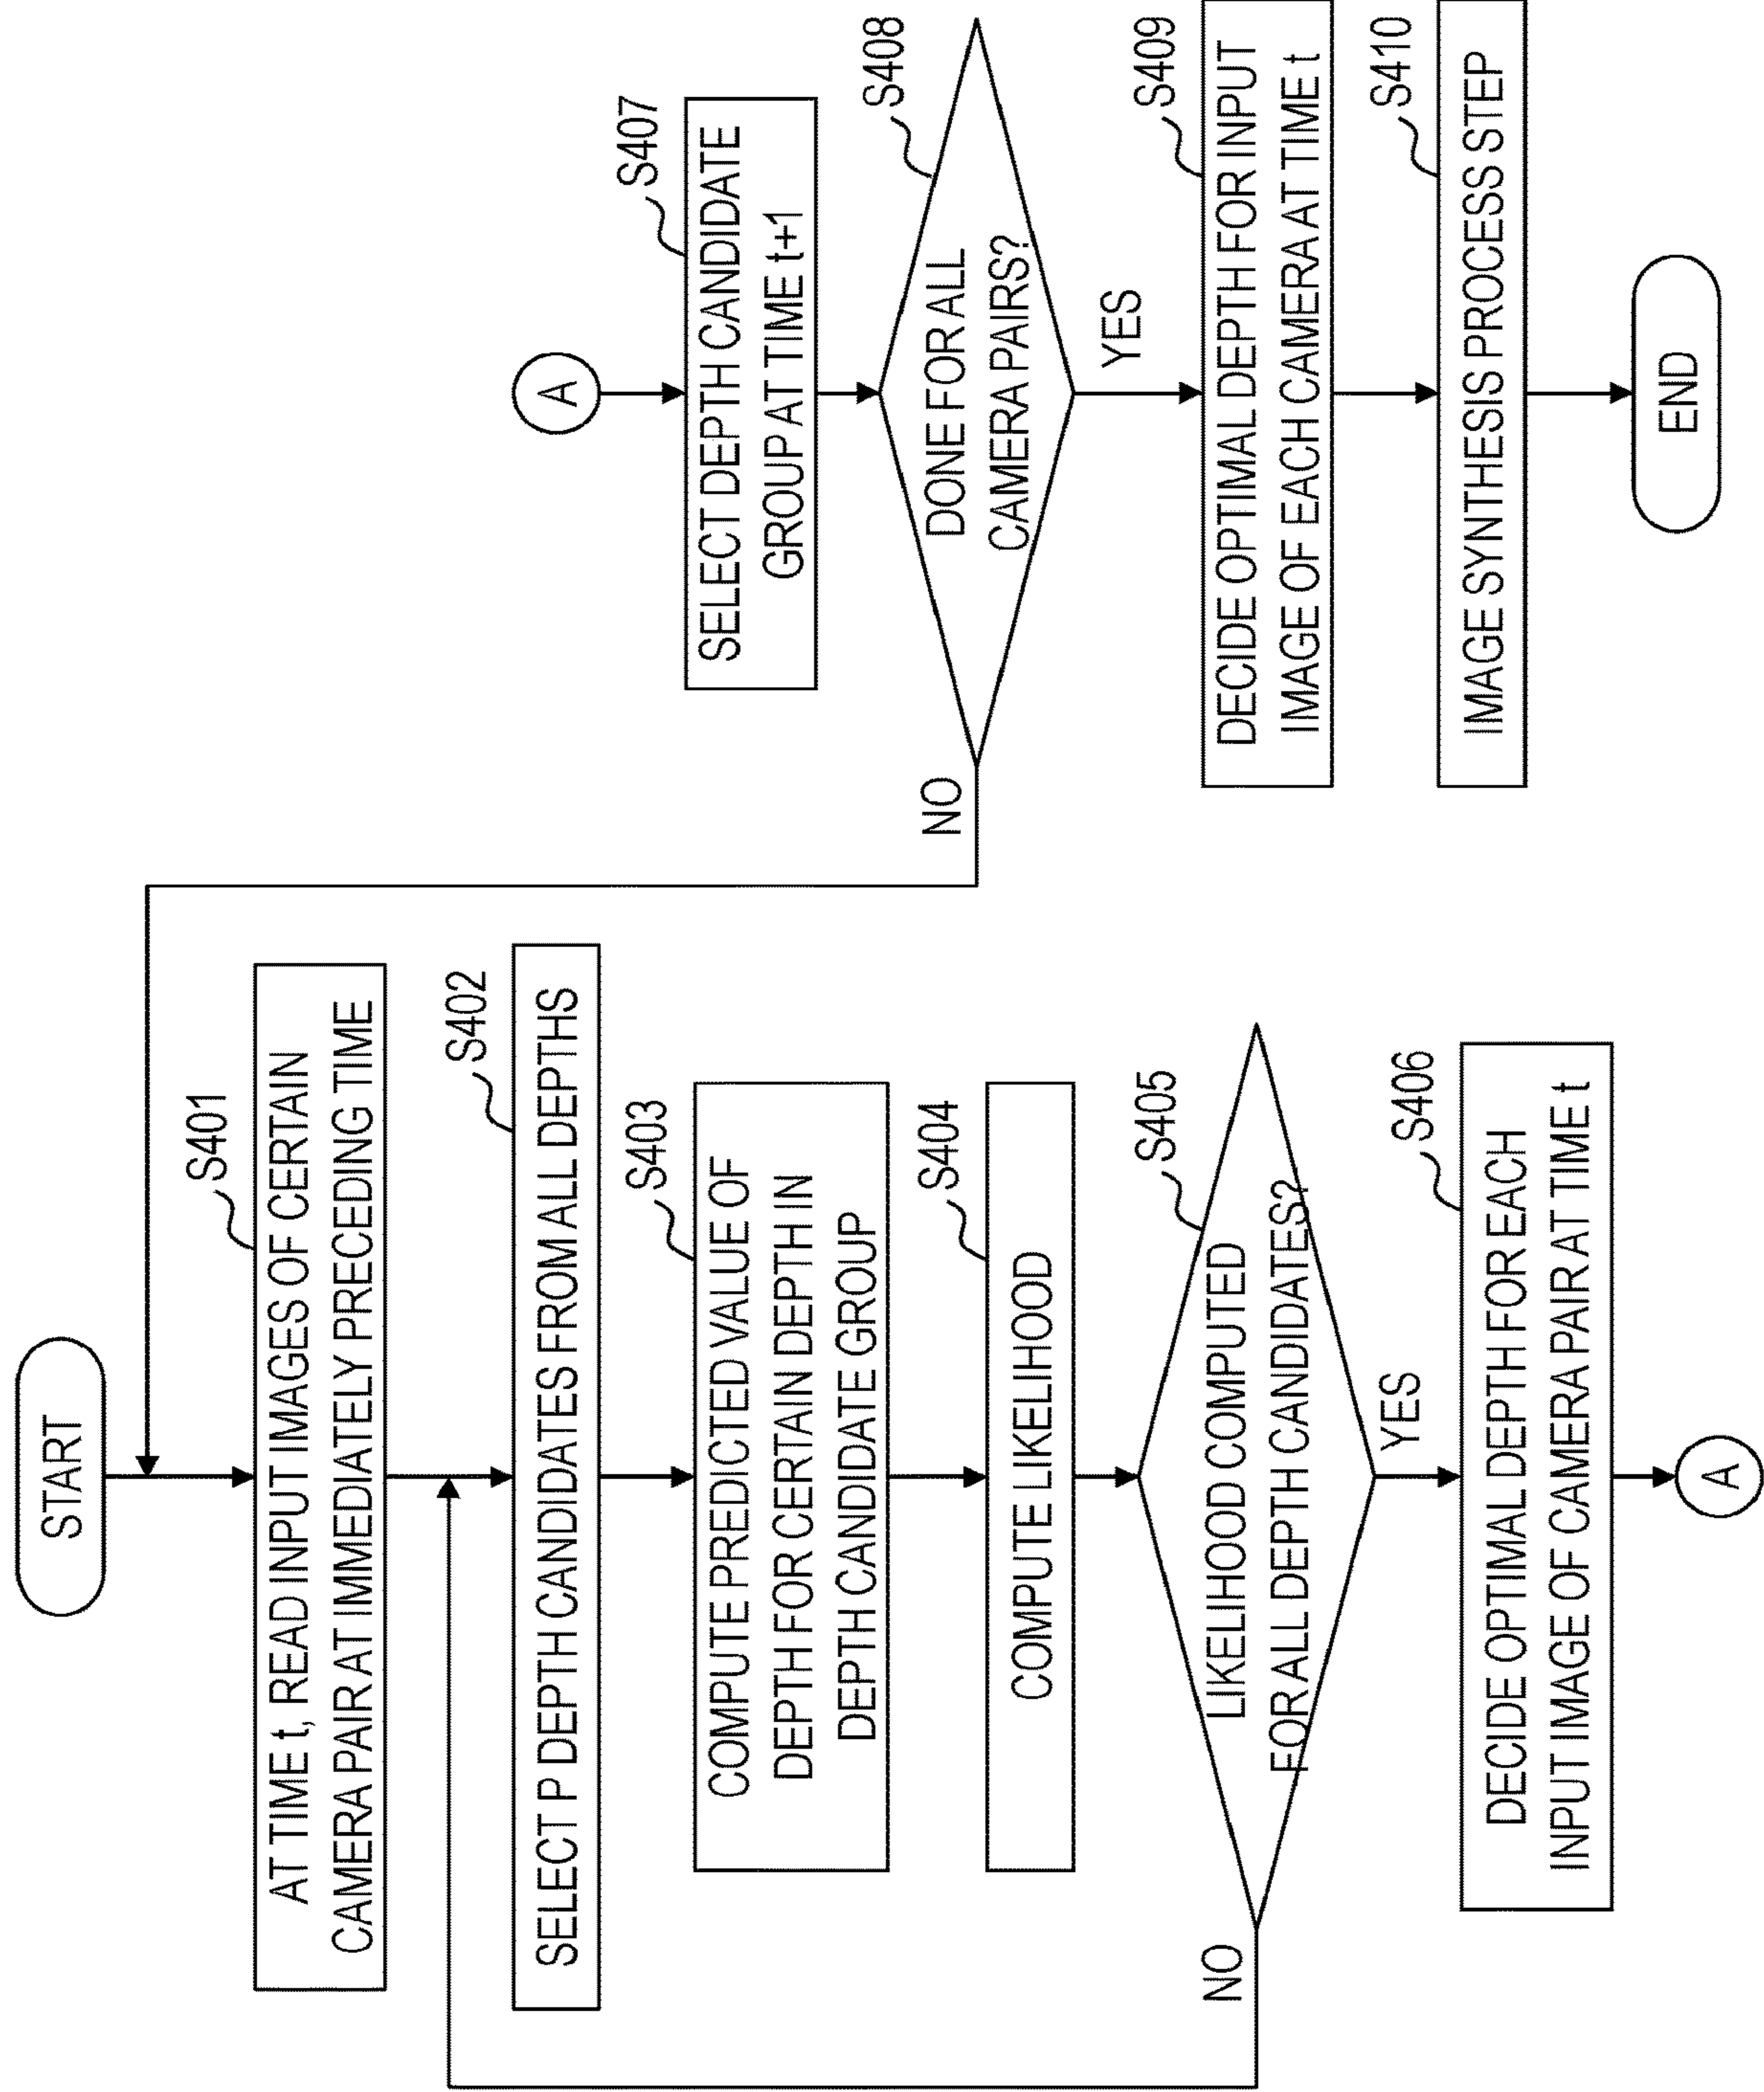 START
S401
AT TIME t, READ INPUT IMAGES OF CERTAIN
CAMERA PAIR AT IMMEDIATELY PRECEDING TIME
S402
SELECT P DEPTH CANDIDATES FROM ALL DEPTHS
S403
COMPUTE PREDICTED VALUE OF
DEPTH FOR CERTAIN DEPTH IN
DEPTH CANDIDATE GROUP
S404
COMPUTE LIKELIHOOD
S405
LIKELIHOOD COMPUTED
FOR ALL DEPTH CANDIDATES?
NO
YES
S406
DECIDE OPTIMAL DEPTH FOR EACH
INPUT IMAGE OF CAMERA PAIR AT TIME t
A
A
S407
SELECT DEPTH CANDIDATE
GROUP AT TIME t+1
S408
DONE FOR ALL
CAMERA PAIRS?
NO
YES
S409
DECIDE OPTIMAL DEPTH FOR INPUT
IMAGE OF EACH CAMERA AT TIME t
S410
IMAGE SYNTHESIS PROCESS STEP
END